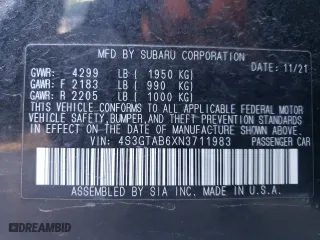 MFD BY SUBARU CORPORATION
GVWR: 4299 LB ( 1950 KG) DATE: 11/21
GAWR: F 2183 LB ( 990 KG)
GAWR: R 2205 LB ( 1000 KG)
THIS VEHICLE CONFORMS TO ALL APPLICABLE FEDERAL MOTOR
VEHICLE SAFETY, BUMPER, AND THEFT PREVENTION STANDARDS
IN EFFECT ON THE DATE OF MANUFACTURE SHOWN ABOVE.
VIN: 4S3GTAB6XN3711983 PASSENGER CAR
ASSEMBLED BY SIA INC. MADE IN U.S.A.